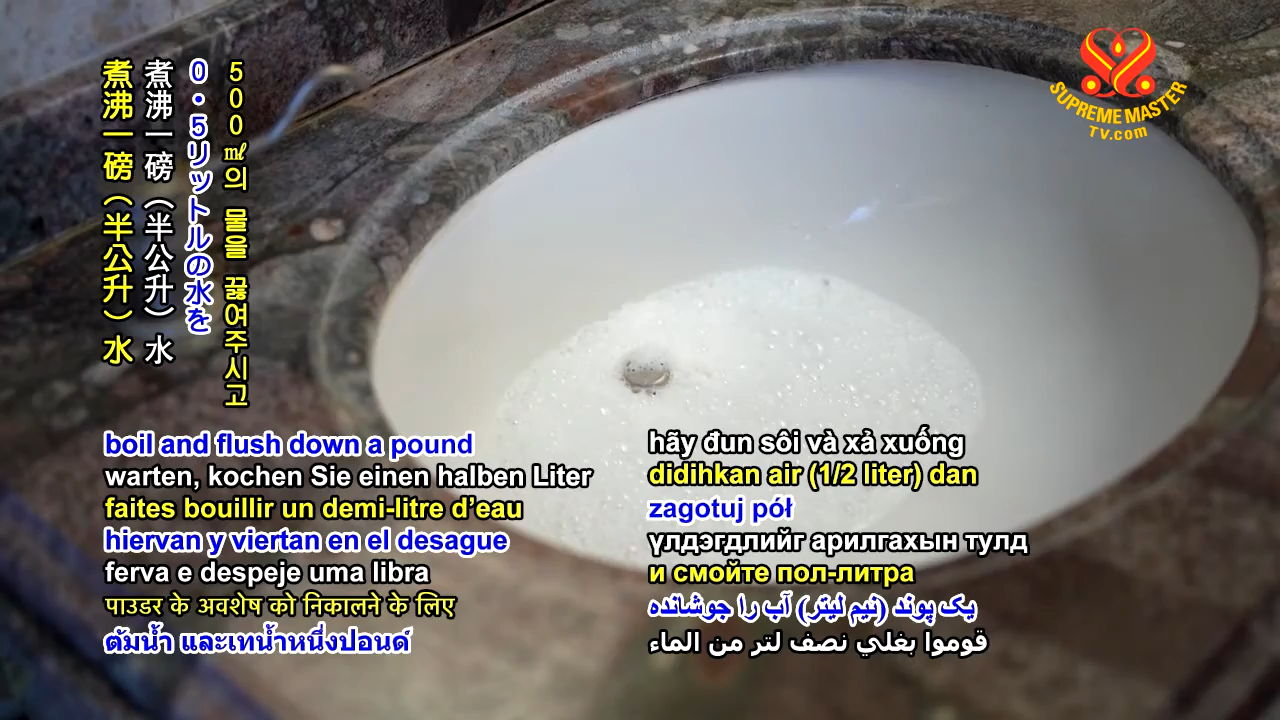 煮沸一磅（半公升）水
煮沸一磅（半公升）水
0・5リットルの水を
500㎖의 물을 끓여주시고
SUPREME MASTER
TV.com
boil and flush down a pound
warten, kochen Sie einen halben Liter
faites bouillir un demi-litre d’eau
hiervan y viertan en el desague
ferva e despeje uma libra
पाउडर के अवशेष को निकालने के लिए
ต้มน้ำ และเทน้ำหนึ่งปอนด์
hãy đun sôi và xả xuống
didihkan air (1/2 liter) dan
zagotuj pół
үлдэгдлийг арилгахын тулд
и смойте пол-литра
یک پوند (نیم لیتر) آب را جوشانده
قوموا بغلي نصف لتر من الماء